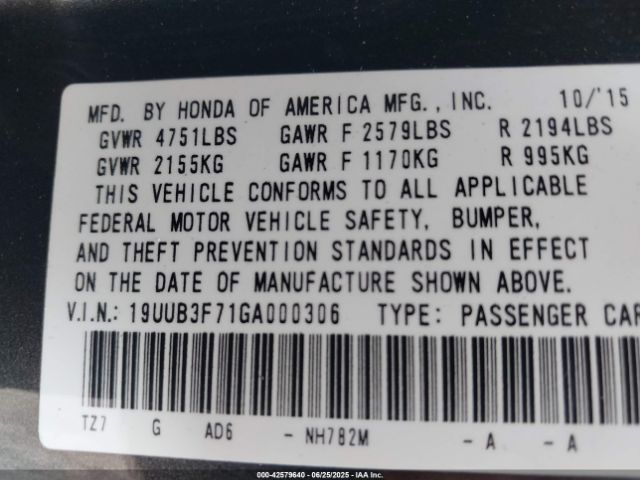 MFD. BY HONDA OF AMERICA MFG., INC. 10/'15
GVWR 4751LBS GAWR F 2579LBS R 2194LBS
GVWR 2155KG GAWR F 1170KG R 995KG
THIS VEHICLE CONFORMS TO ALL APPLICABLE
FEDERAL MOTOR VEHICLE SAFETY, BUMPER,
AND THEFT PREVENTION STANDARDS IN EFFECT
ON THE DATE OF MANUFACTURE SHOWN ABOVE.
V.I.N.: 19UUB3F71GA000306 TYPE: PASSENGER CAR
TZ7 G AD6 - NH782M - A - A
000-42579640 - 06/25/2025 - IAA Inc.